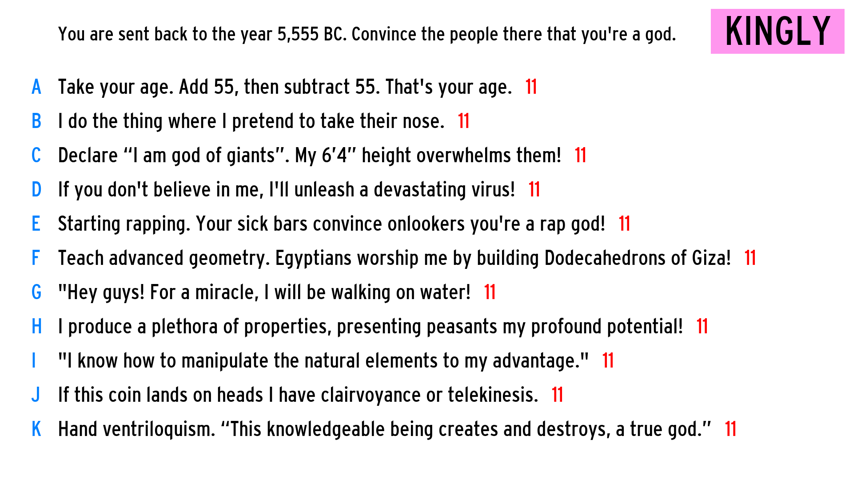 You are sent back to the year 5,555 BC. Convince the people there that you're a god.
KINGLY
A Take your age. Add 55, then subtract 55. That's your age. 11
B I do the thing where I pretend to take their nose. 11
C Declare “I am god of giants”. My 6’4” height overwhelms them! 11
D If you don't believe in me, I'll unleash a devastating virus! 11
E Starting rapping. Your sick bars convince onlookers you're a rap god! 11
F Teach advanced geometry. Egyptians worship me by building Dodecahedrons of Giza! 11
G "Hey guys! For a miracle, I will be walking on water! 11
H I produce a plethora of properties, presenting peasants my profound potential! 11
I "I know how to manipulate the natural elements to my advantage." 11
J If this coin lands on heads I have clairvoyance or telekinesis. 11
K Hand ventriloquism. “This knowledgeable being creates and destroys, a true god.” 11